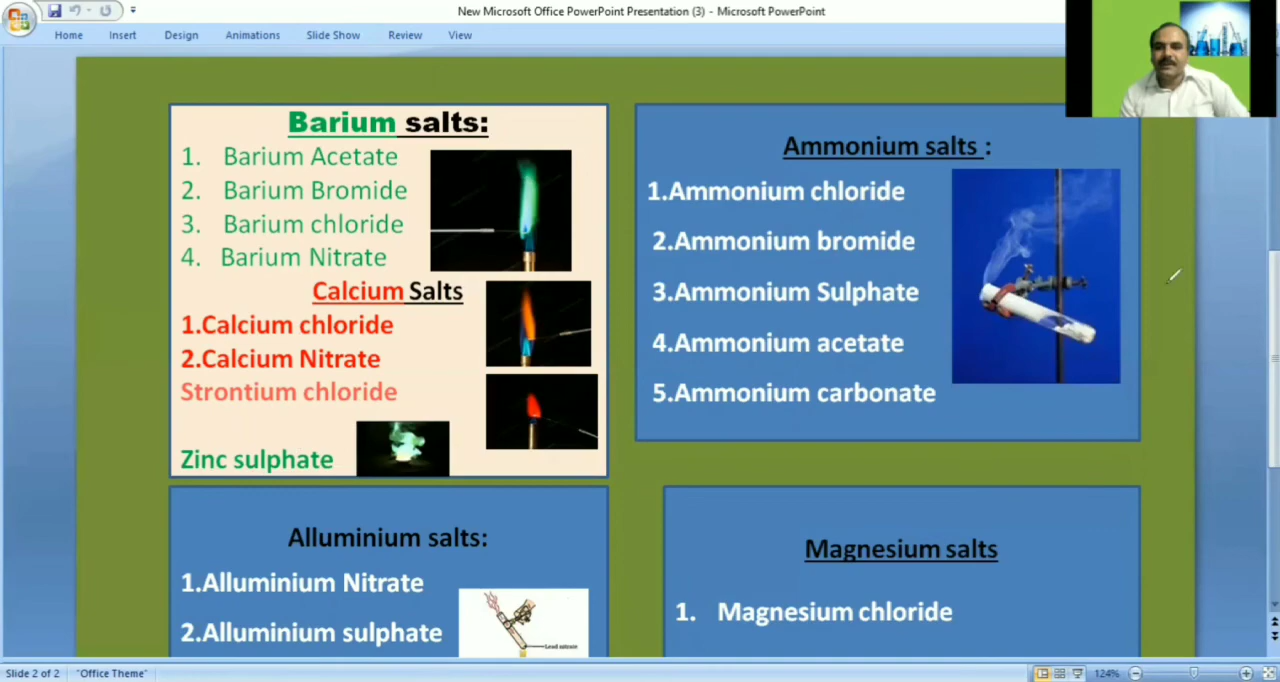 New Microsoft Office PowerPoint Presentation (3) - Microsoft PowerPoint
Home Insert Design Animations Slide Show Review View
Barium salts:
1. Barium Acetate
2. Barium Bromide
3. Barium chloride
4. Barium Nitrate
Calcium Salts
1.Calcium chloride
2.Calcium Nitrate
Strontium chloride
Zinc sulphate
Ammonium salts :
1.Ammonium chloride
2.Ammonium bromide
3.Ammonium Sulphate
4.Ammonium acetate
5.Ammonium carbonate
Alluminium salts:
1.Alluminium Nitrate
2.Alluminium sulphate
Lead nitrate
Magnesium salts
1. Magnesium chloride
Slide 2 of 2 "Office Theme" 124%